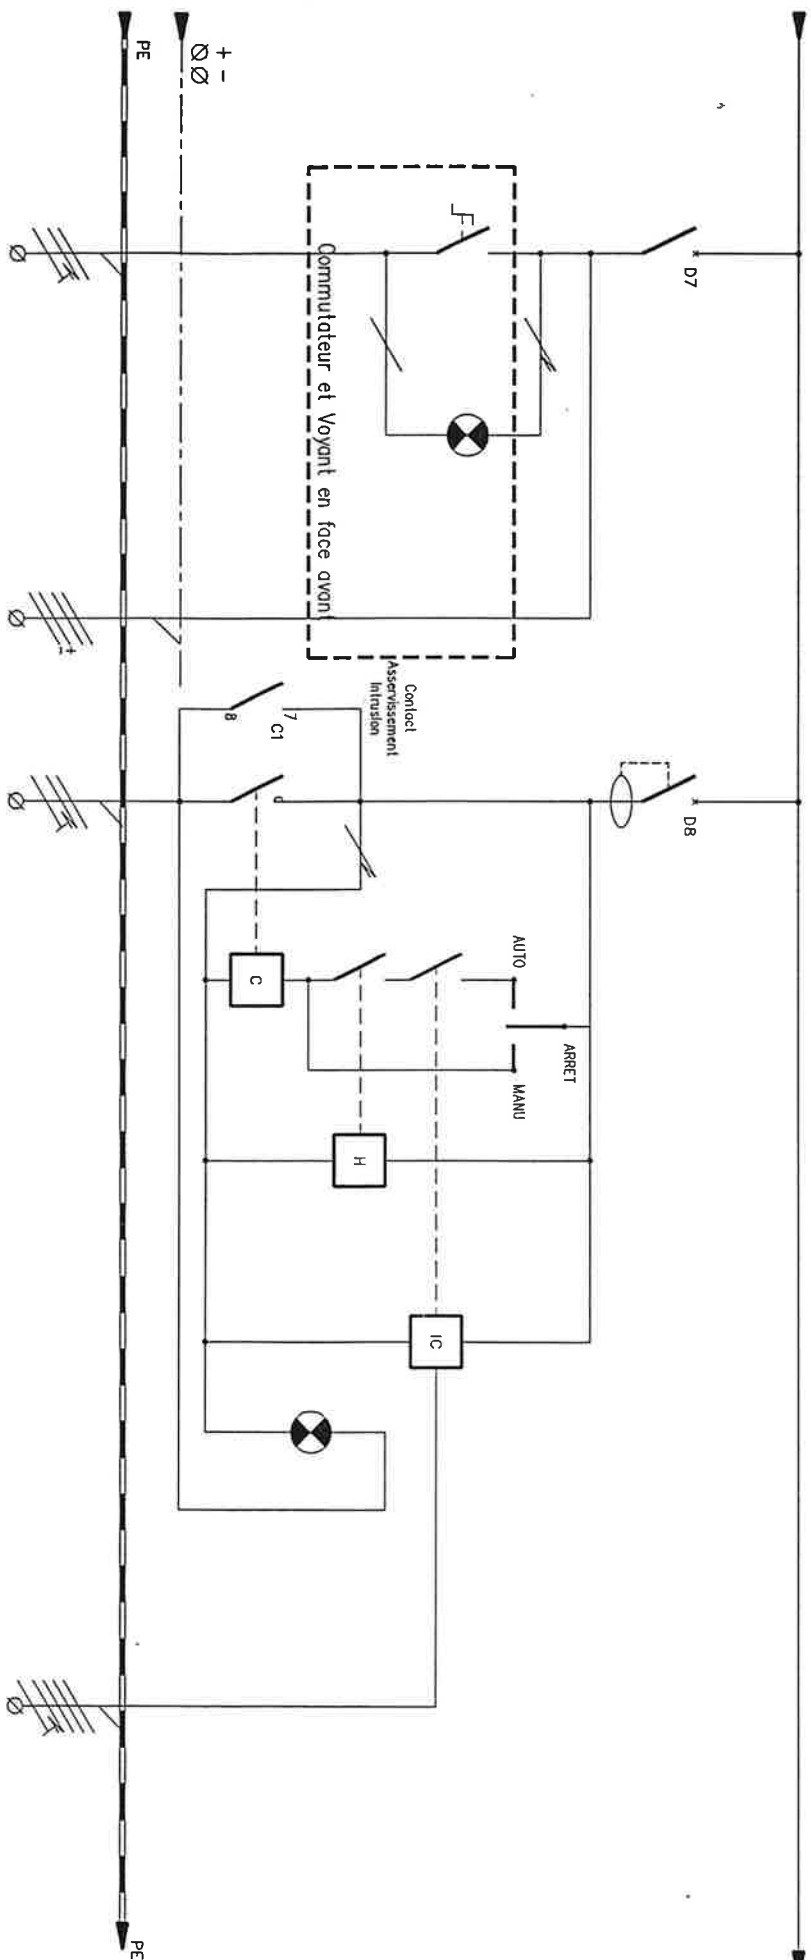 D7
D8
Commutateur et Voyant en face avant
Contact
Asservissement
Intrusion
C1
7
8
AUTO
ARRET
MANU
C
H
IC
+ -
PE
PE
- +